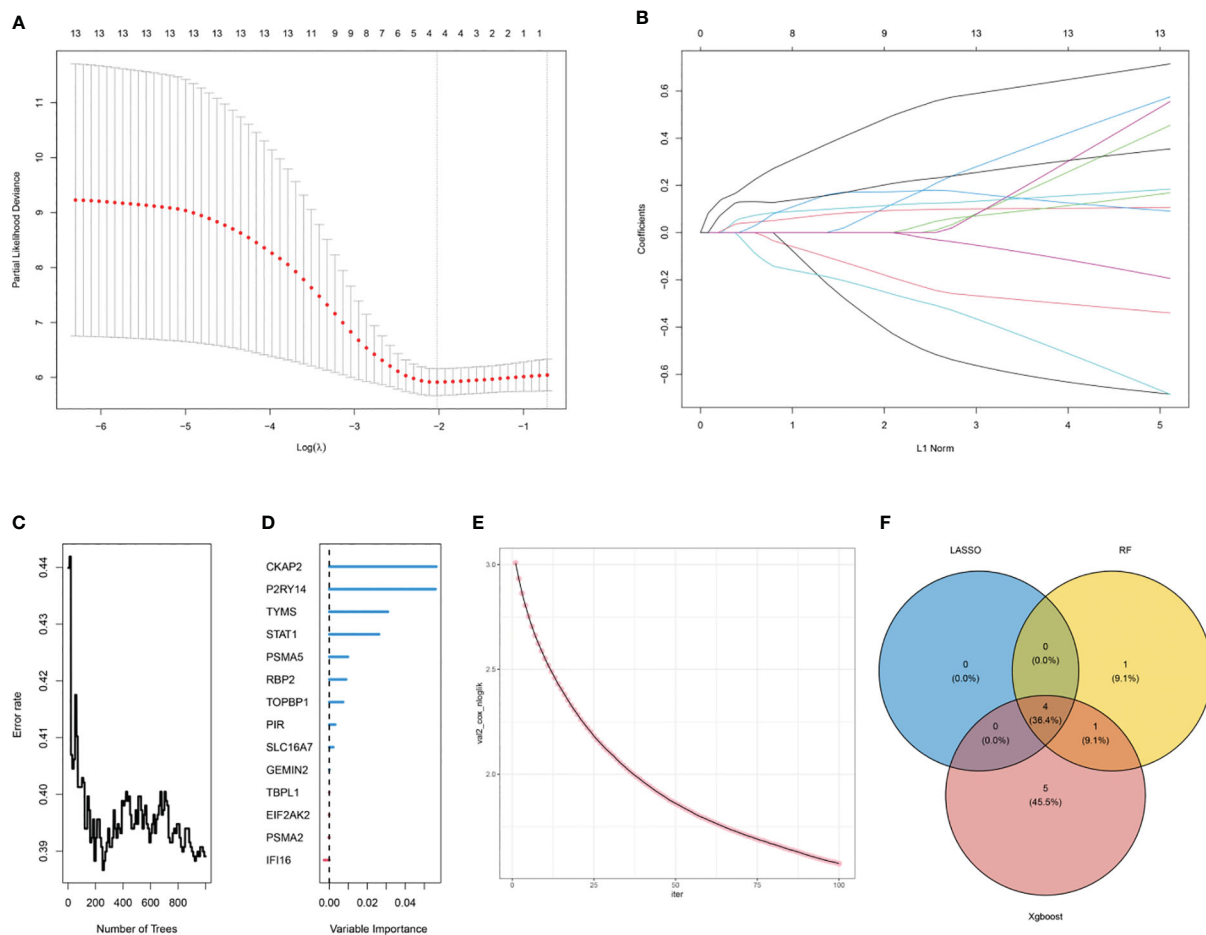 A
13 13 13 13 13 13 13 13 13 13 11 9 9 8 7 6 5 4 4 4 3 2 2 1 1
11
10
9
8
7
6
Partial Likelihood Deviance
−6 −5 −4 −3 −2 −1
Log(λ)
B
0 8 9 13 13 13
0.6
0.4
0.2
0.0
−0.2
−0.4
−0.6
Coefficients
0 1 2 3 4 5
L1 Norm
C
0.44
0.43
0.42
0.41
0.40
0.39
Error rate
0 200 400 600 800
Number of Trees
D
CKAP2
P2RY14
TYMS
STAT1
PSMA5
RBP2
TOPBP1
PIR
SLC16A7
GEMIN2
TBPL1
EIF2AK2
PSMA2
IFI16
0.00 0.02 0.04
Variable Importance
E
3.0
2.5
2.0
val2_cox_nloglik
0 25 50 75 100
iter
F
LASSO RF
0
(0.0%)
0
(0.0%)
1
(9.1%)
4
(36.4%)
0
(0.0%)
1
(9.1%)
5
(45.5%)
Xgboost